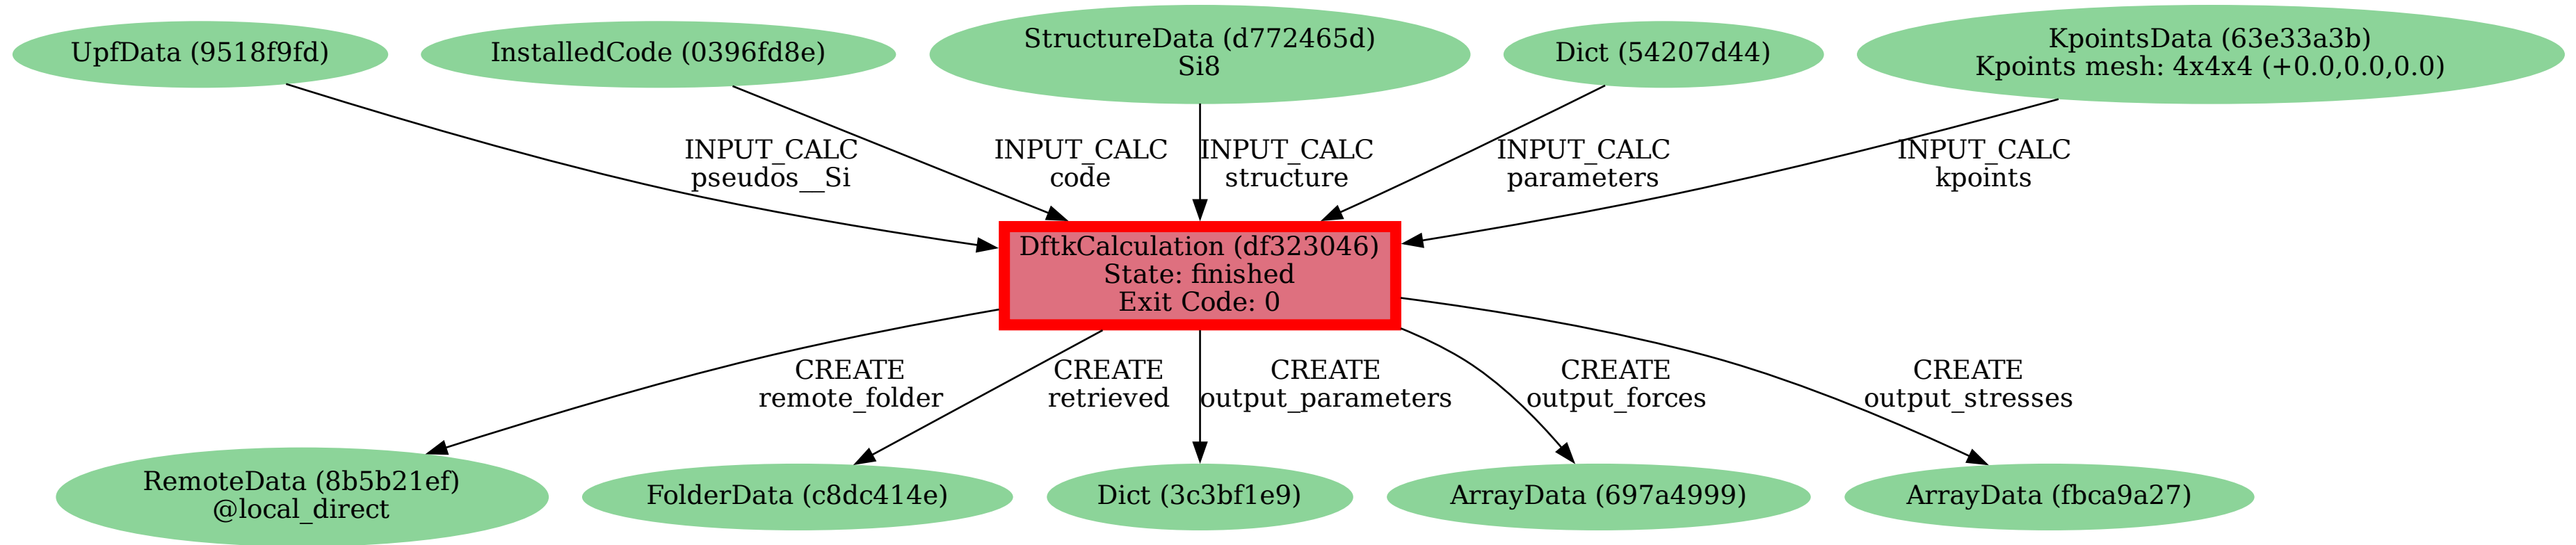 UpfData (9518f9fd)
InstalledCode (0396fd8e)
StructureData (d772465d)
Si8
Dict (54207d44)
KpointsData (63e33a3b)
Kpoints mesh: 4x4x4 (+0.0,0.0,0.0)
INPUT_CALC
pseudos__Si
INPUT_CALC
code
INPUT_CALC
structure
INPUT_CALC
parameters
INPUT_CALC
kpoints
DftkCalculation (df323046)
State: finished
Exit Code: 0
CREATE
remote_folder
CREATE
retrieved
CREATE
output_parameters
CREATE
output_forces
CREATE
output_stresses
RemoteData (8b5b21ef)
@local_direct
FolderData (c8dc414e)
Dict (3c3bf1e9)
ArrayData (697a4999)
ArrayData (fbca9a27)